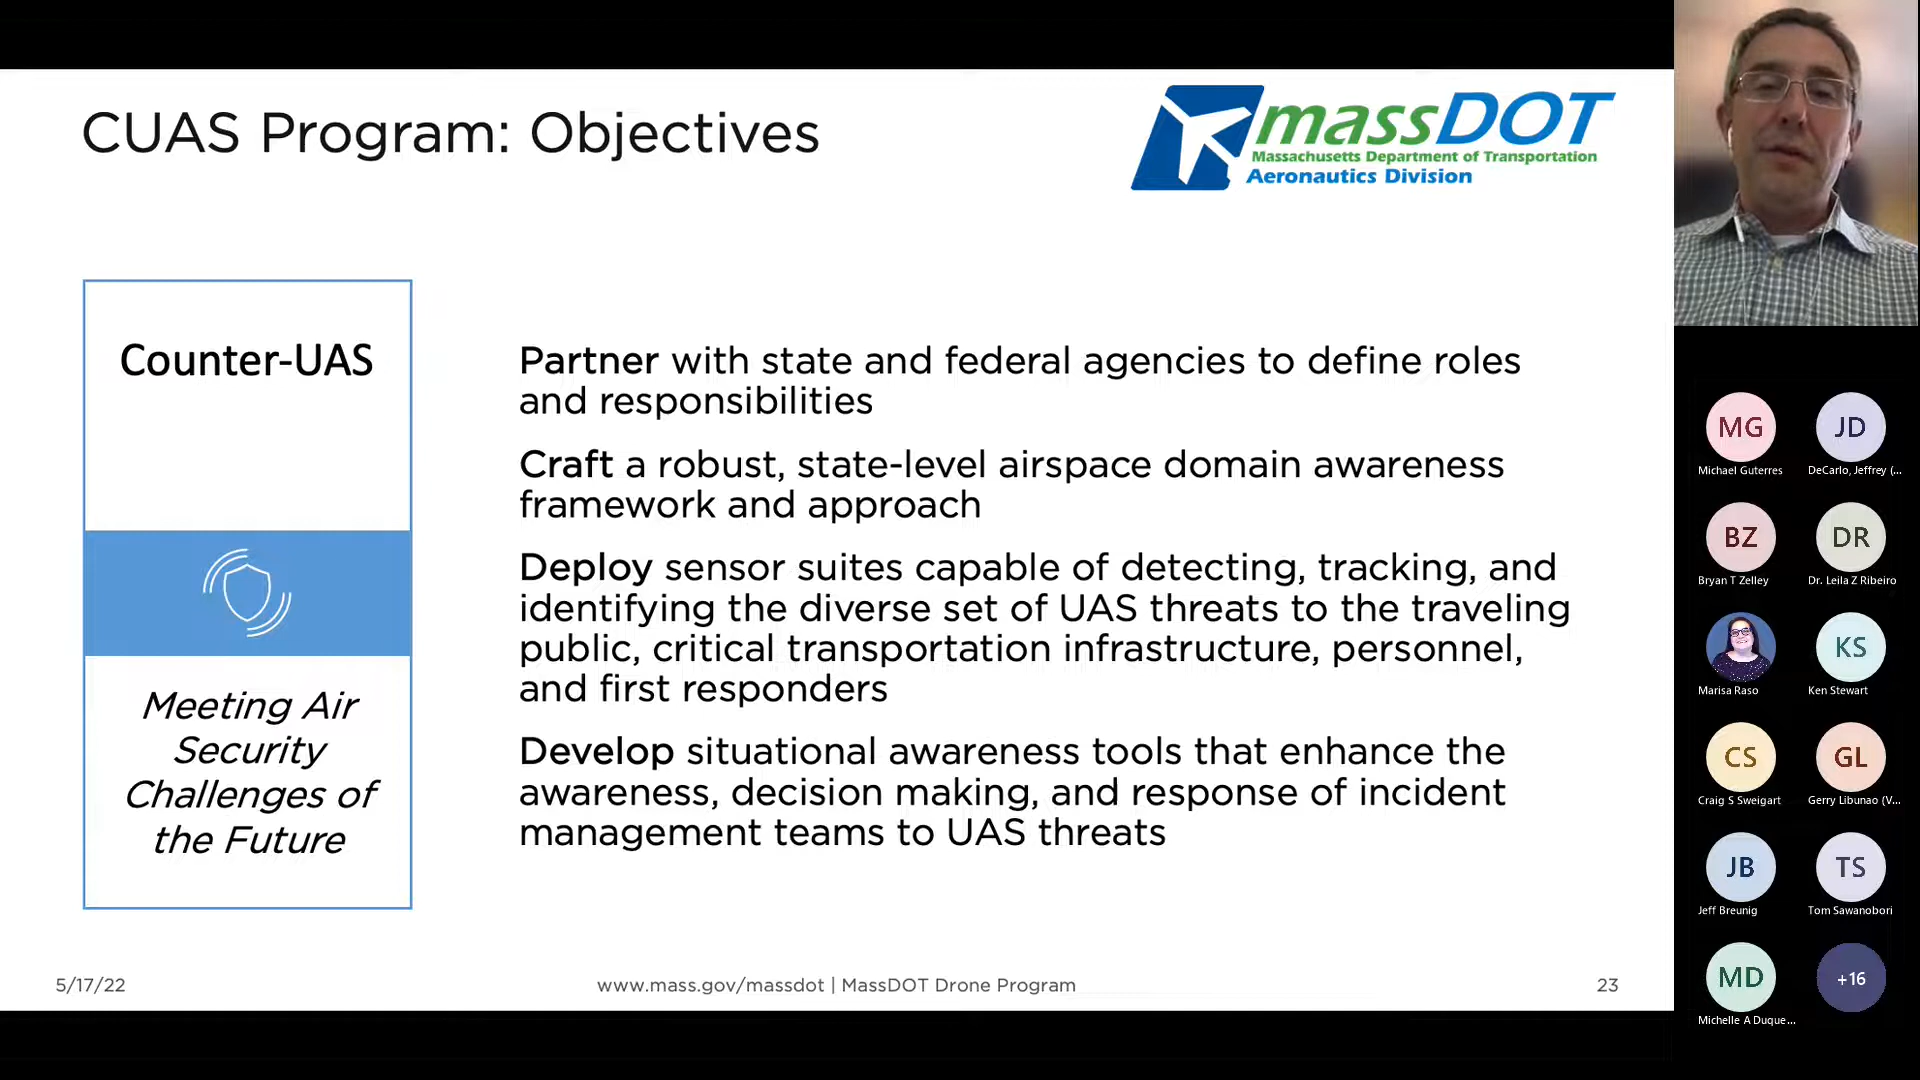 CUAS Program: Objectives
massDOT
Massachusetts Department of Transportation
Aeronautics Division
Counter-UAS
Meeting Air
Security
Challenges of
the Future
Partner with state and federal agencies to define roles
and responsibilities
Craft a robust, state-level airspace domain awareness
framework and approach
Deploy sensor suites capable of detecting, tracking, and
identifying the diverse set of UAS threats to the traveling
public, critical transportation infrastructure, personnel,
and first responders
Develop situational awareness tools that enhance the
awareness, decision making, and response of incident
management teams to UAS threats
5/17/22
www.mass.gov/massdot | MassDOT Drone Program
23
MG
Michael Guterres
JD
DeCarlo, Jeffrey (...
BZ
Bryan T Zelley
DR
Dr. Leila Z Ribeiro
Marisa Raso
KS
Ken Stewart
CS
Craig S Sweigart
GL
Gerry Libunao (V...
JB
Jeff Breunig
TS
Tom Sawanobori
MD
Michelle A Duque...
+16